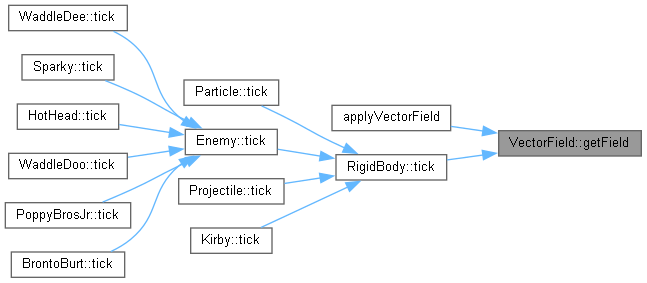 WaddleDee::tick
Sparky::tick
HotHead::tick
WaddleDoo::tick
PoppyBrosJr::tick
BrontoBurt::tick
Particle::tick
Enemy::tick
Projectile::tick
Kirby::tick
applyVectorField
RigidBody::tick
VectorField::getField